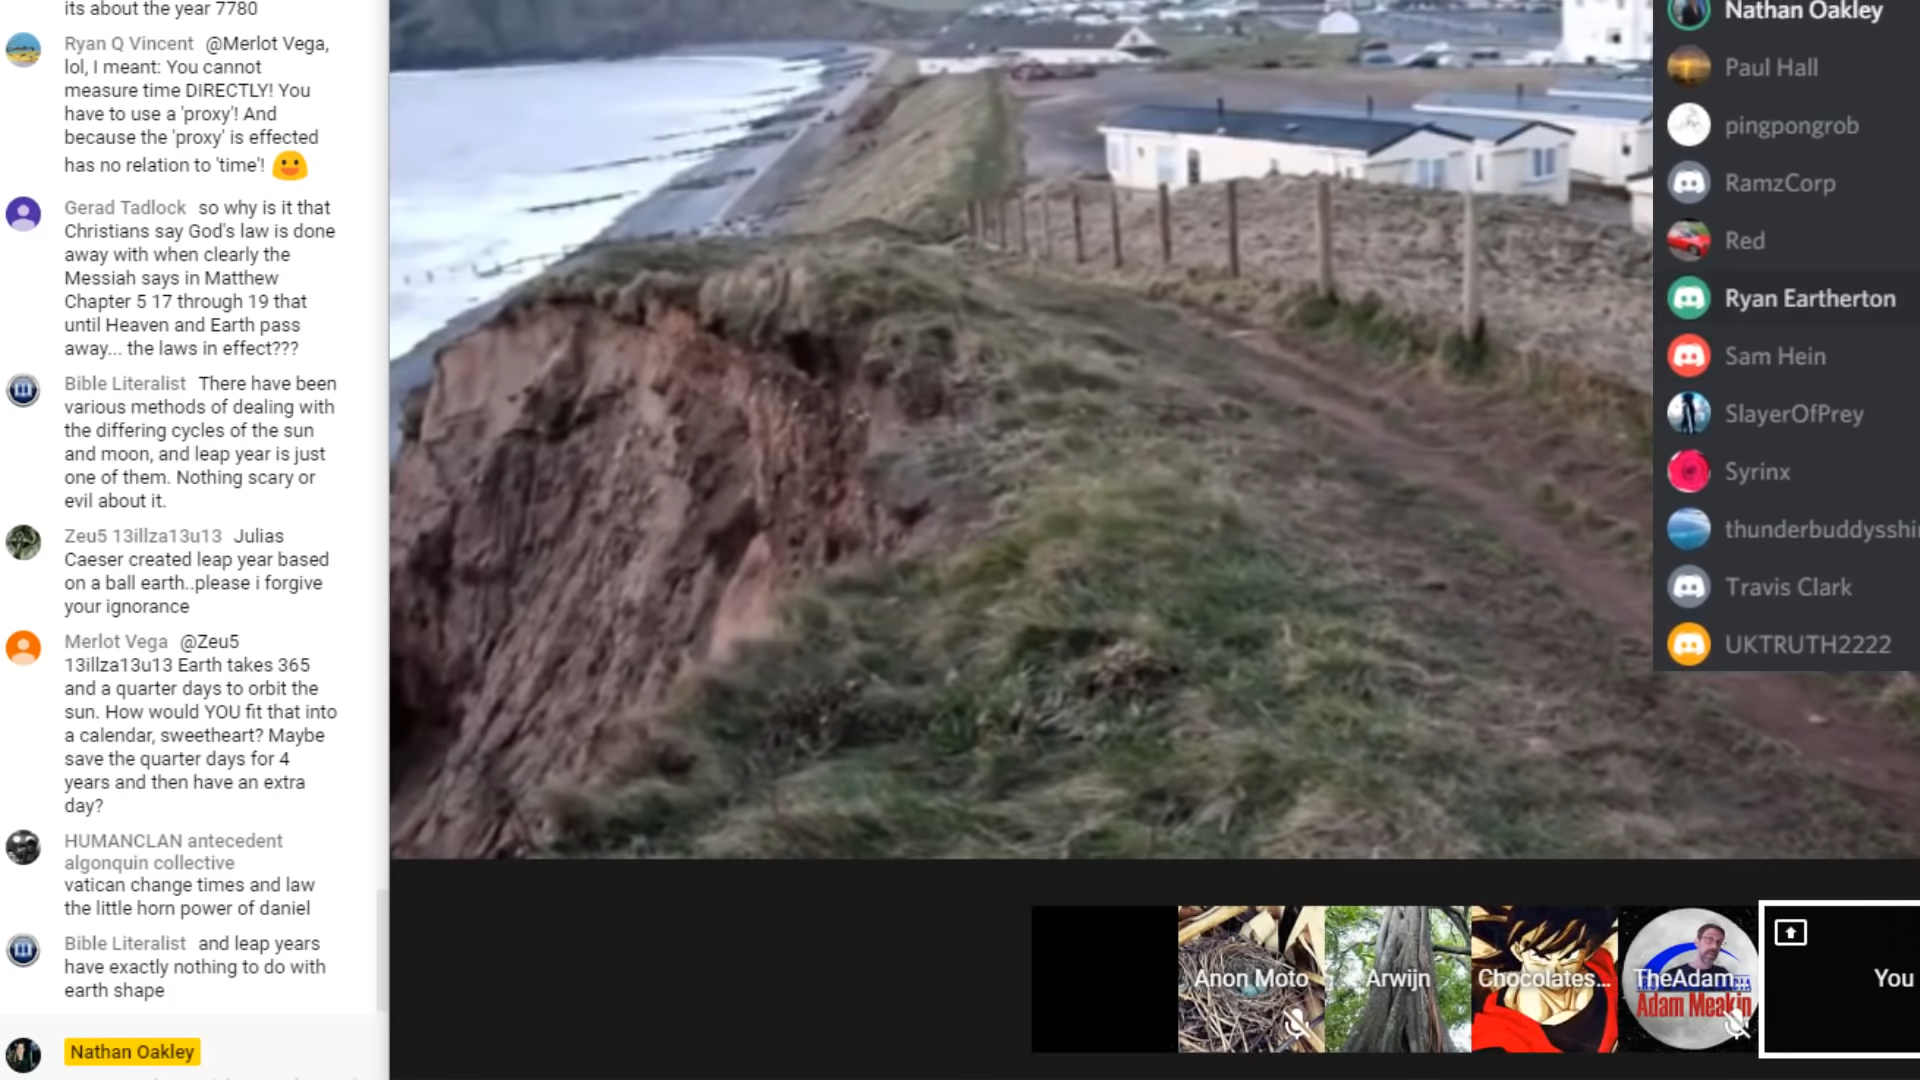 its about the year 7780
Ryan Q Vincent @Merlot Vega,
lol, I meant: You cannot
measure time DIRECTLY! You
have to use a 'proxy'! And
because the 'proxy' is effected
has no relation to 'time'!
Gerad Tadlock so why is it that
Christians say God's law is done
away with when clearly the
Messiah says in Matthew
Chapter 5 17 through 19 that
until Heaven and Earth pass
away... the laws in effect???
Bible Literalist There have been
various methods of dealing with
the differing cycles of the sun
and moon, and leap year is just
one of them. Nothing scary or
evil about it.
Zeu5 13illza13u13 Julias
Caeser created leap year based
on a ball earth..please i forgive
your ignorance
Merlot Vega @Zeu5
13illza13u13 Earth takes 365
and a quarter days to orbit the
sun. How would YOU fit that into
a calendar, sweetheart? Maybe
save the quarter days for 4
years and then have an extra
day?
HUMANCLAN antecedent
algonquin collective
vatican change times and law
the little horn power of daniel
Bible Literalist and leap years
have exactly nothing to do with
earth shape
Nathan Oakley
Nathan Oakley
Paul Hall
pingpongrob
RamzCorp
Red
Ryan Eartherton
Sam Hein
SlayerOfPrey
Syrinx
thunderbuddysshi
Travis Clark
UKTRUTH2222
Anon Moto
Arwijn
Chocolates...
TheAdam...
Adam Meakin
You